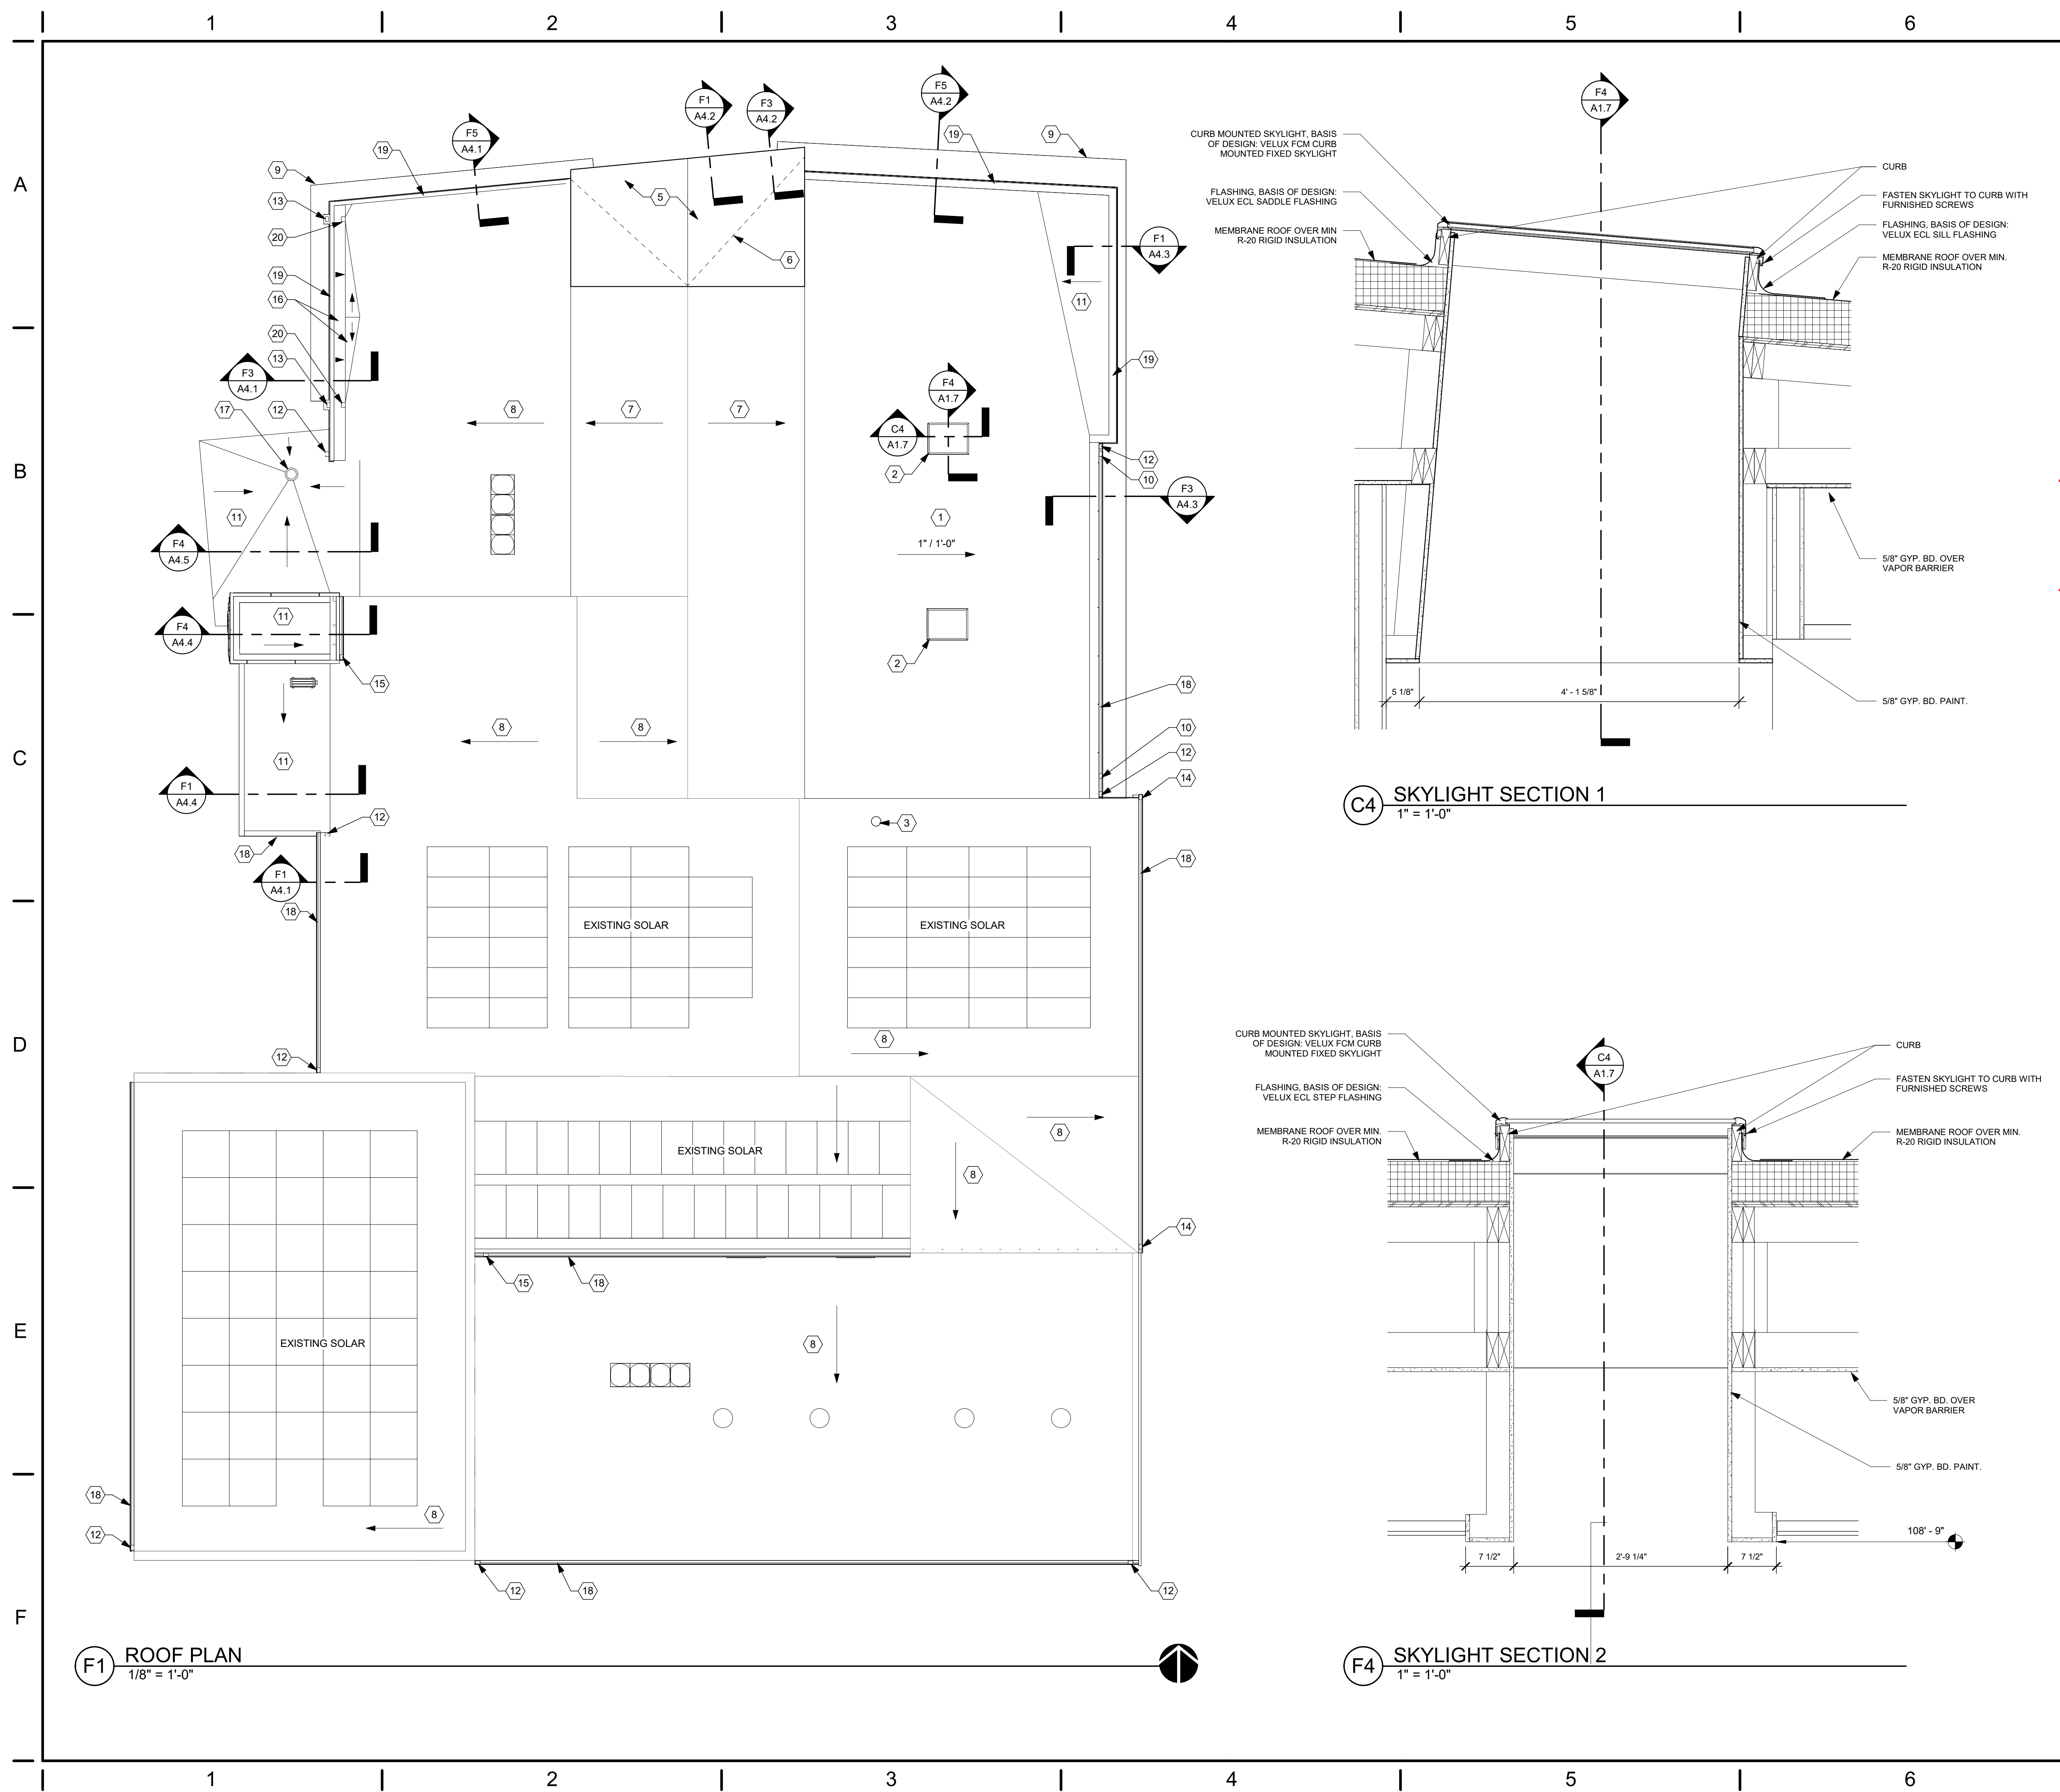 1 2 3 4 5 6
A
B
C
D
E
F
F5
A4.1
F1
A4.2
F3
A4.2
F5
A4.2
9
19
19
9
13
20
5
6
F1
A4.3
11
19
16
20
13
F3
A4.1
17
12
19
8
7
7
F4
A1.7
C4
A1.7
2
12
10
F3
A4.3
11
1
1" / 1'-0"
F4
A4.5
11
F4
A4.4
2
15
18
8
8
10
11
12
14
F1
A4.4
12
3
18
18
F1
A4.1
18
EXISTING SOLAR
EXISTING SOLAR
8
12
EXISTING SOLAR
8
8
14
15
18
EXISTING SOLAR
8
18
8
12
12
18
12
F1
ROOF PLAN
1/8" = 1'-0"
F4
A1.7
CURB MOUNTED SKYLIGHT, BASIS
OF DESIGN: VELUX FCM CURB
MOUNTED FIXED SKYLIGHT
FLASHING, BASIS OF DESIGN:
VELUX ECL SADDLE FLASHING
MEMBRANE ROOF OVER MIN
R-20 RIGID INSULATION
CURB
FASTEN SKYLIGHT TO CURB WITH
FURNISHED SCREWS
FLASHING, BASIS OF DESIGN:
VELUX ECL SILL FLASHING
MEMBRANE ROOF OVER MIN.
R-20 RIGID INSULATION
5/8" GYP. BD. OVER
VAPOR BARRIER
5/8" GYP. BD. PAINT.
5 1/8"
4' - 1 5/8"
C4
SKYLIGHT SECTION 1
1" = 1'-0"
C4
A1.7
CURB MOUNTED SKYLIGHT, BASIS
OF DESIGN: VELUX FCM CURB
MOUNTED FIXED SKYLIGHT
FLASHING, BASIS OF DESIGN:
VELUX ECL STEP FLASHING
MEMBRANE ROOF OVER MIN.
R-20 RIGID INSULATION
CURB
FASTEN SKYLIGHT TO CURB WITH
FURNISHED SCREWS
MEMBRANE ROOF OVER MIN.
R-20 RIGID INSULATION
5/8" GYP. BD. OVER
VAPOR BARRIER
5/8" GYP. BD. PAINT.
108' - 9"
7 1/2"
2'-9 1/4"
7 1/2"
F4
SKYLIGHT SECTION 2
1" = 1'-0"
1 2 3 4 5 6